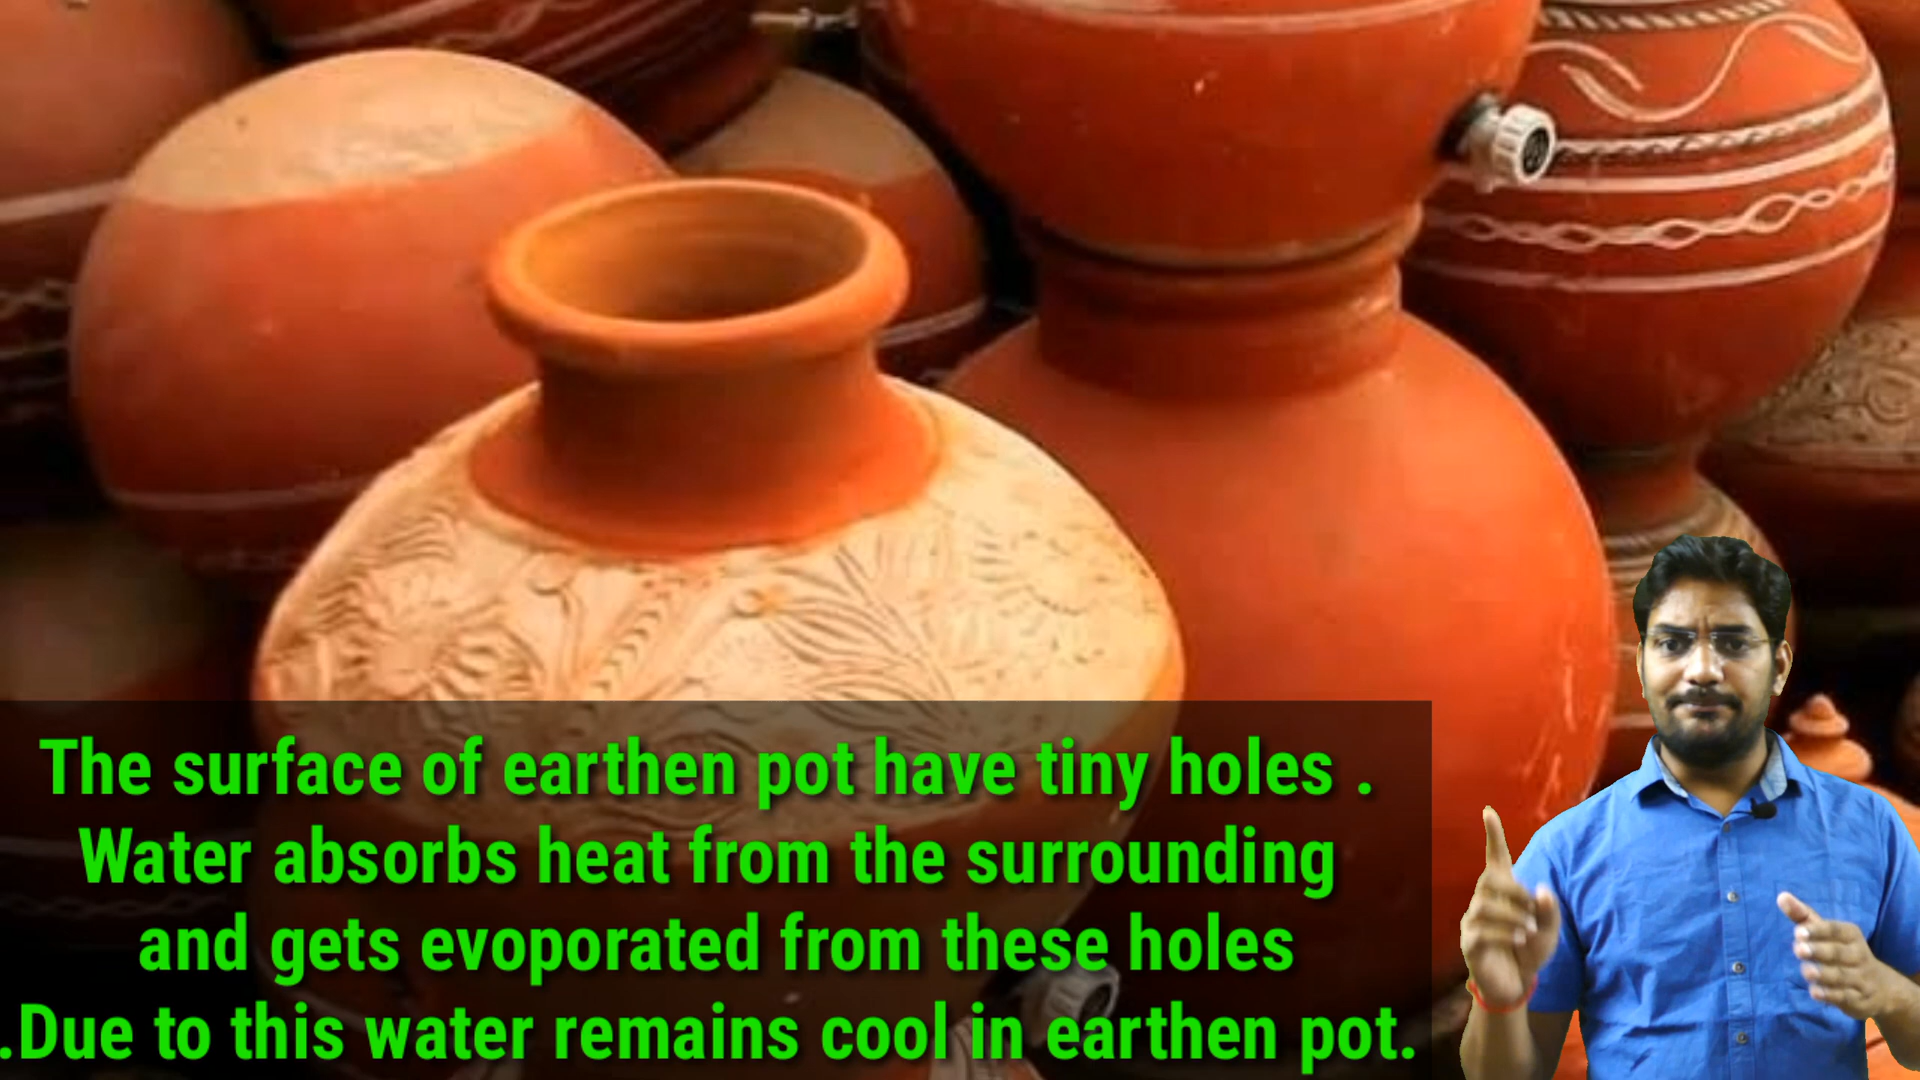 The surface of earthen pot have tiny holes .
Water absorbs heat from the surrounding
and gets evoporated from these holes
.Due to this water remains cool in earthen pot.